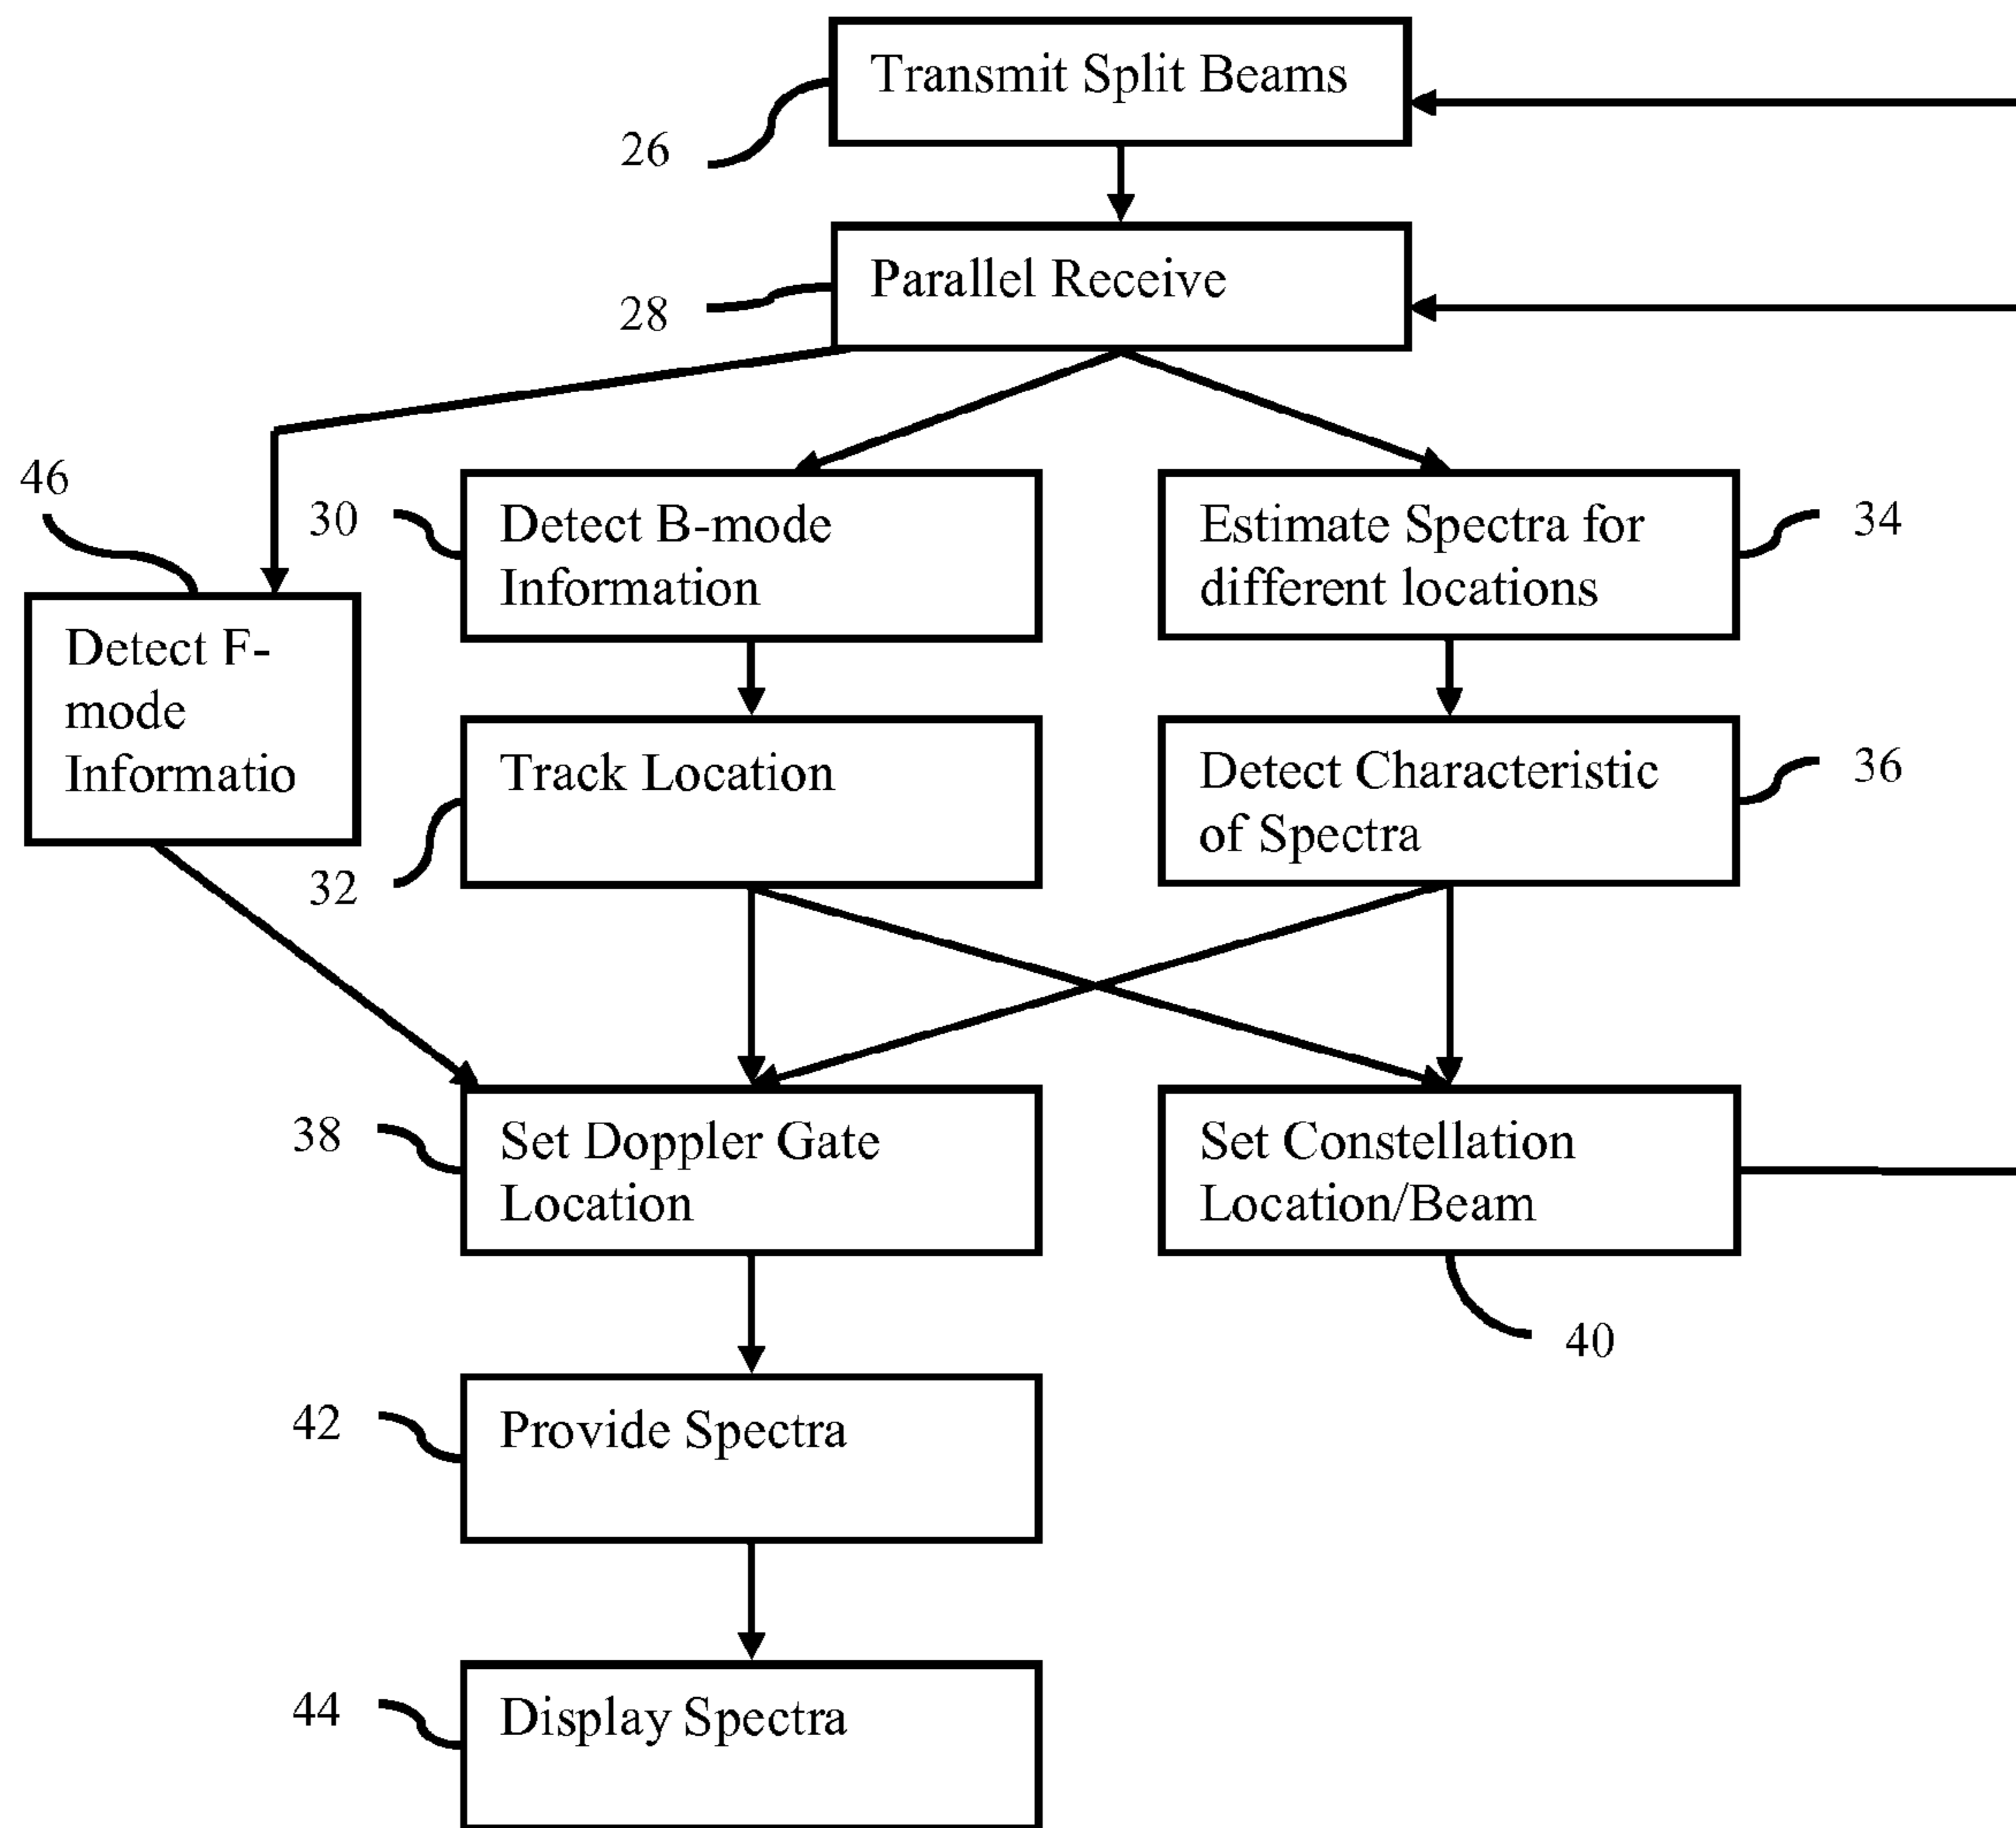 Transmit Split Beams
26
Parallel Receive
28
46
30
Detect B-mode
Information
Estimate Spectra for
different locations
34
Detect F-
mode
Informatio
Track Location
32
Detect Characteristic
of Spectra
36
38
Set Doppler Gate
Location
Set Constellation
Location/Beam
40
42
Provide Spectra
44
Display Spectra